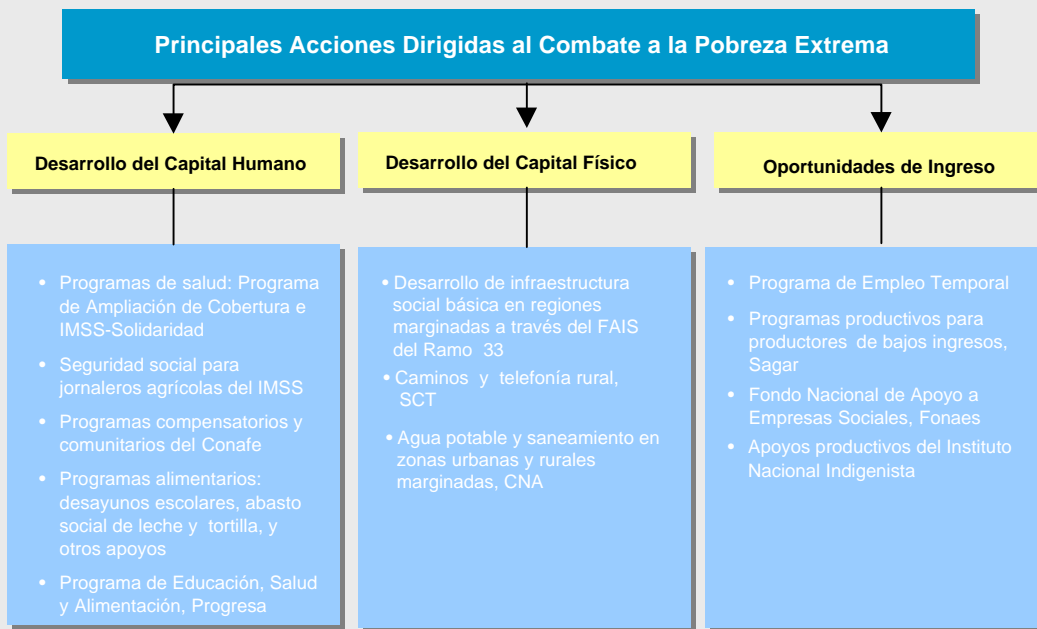 Principales Acciones Dirigidas al Combate a la Pobreza Extrema
Desarrollo del Capital Humano
• Programas de salud: Programa
de Ampliación de Cobertura e
IMSS-Solidaridad
• Seguridad social para
jornaleros agrícolas del IMSS
• Programas compensatorios y
comunitarios del Conafe
• Programas alimentarios:
desayunos escolares, abasto
social de leche y tortilla, y
otros apoyos
• Programa de Educación, Salud
y Alimentación, Progresa
Desarrollo del Capital Físico
• Desarrollo de infraestructura
social básica en regiones
marginadas a través del FAIS
del Ramo 33
• Caminos y telefonía rural,
SCT
• Agua potable y saneamiento en
zonas urbanas y rurales
marginadas, CNA
Oportunidades de Ingreso
• Programa de Empleo Temporal
• Programas productivos para
productores de bajos ingresos,
Sagar
• Fondo Nacional de Apoyo a
Empresas Sociales, Fonaes
• Apoyos productivos del Instituto
Nacional Indigenista